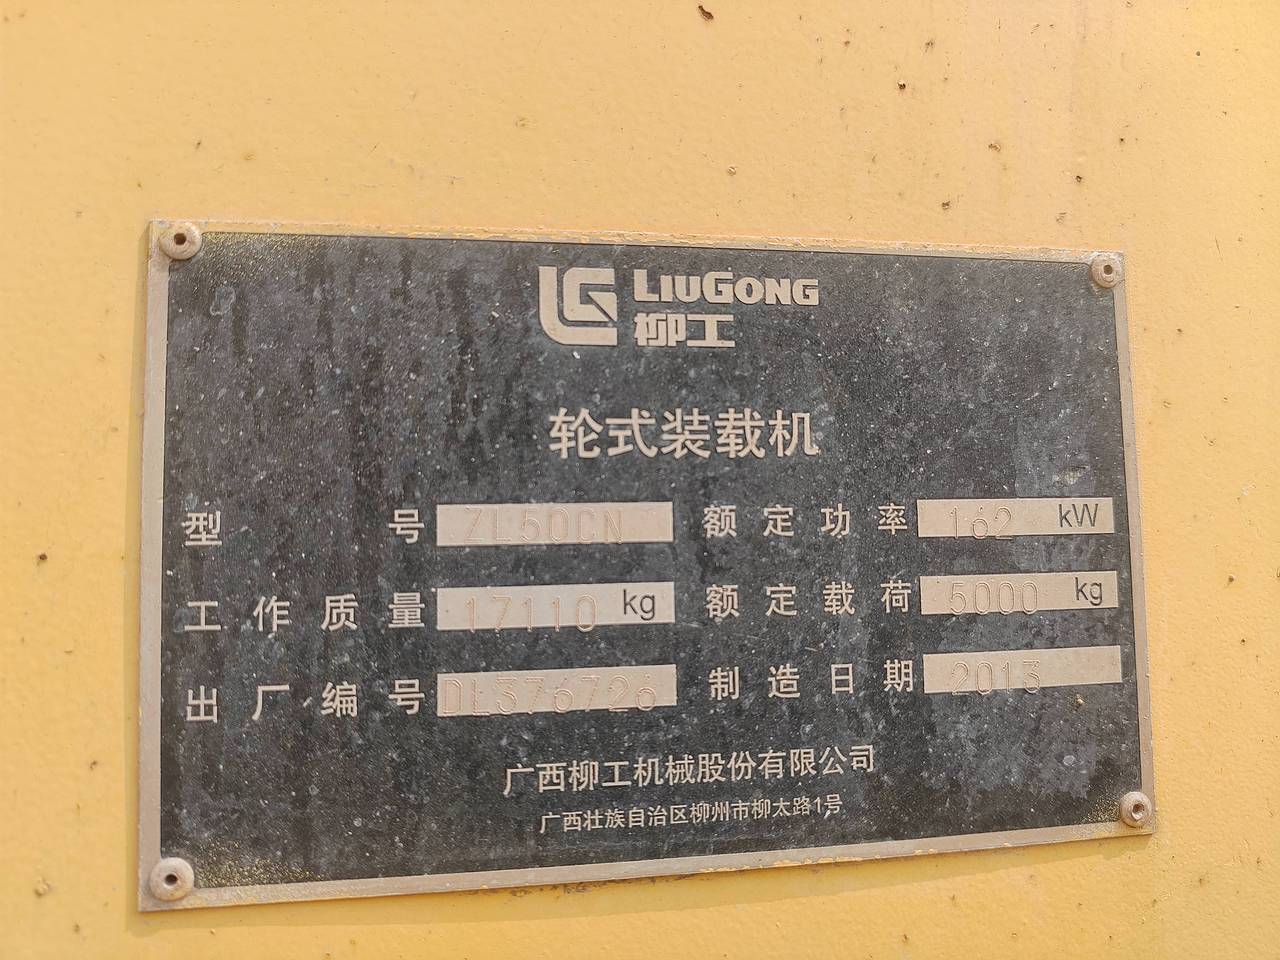 LIUGONG
柳工
轮式装载机
型号 ZL50CN 额定功率 162 kW
工作质量 17110 kg 额定载荷 5000 kg
出厂编号 DL376726 制造日期 2013
广西柳工机械股份有限公司
广西壮族自治区柳州市柳太路1号